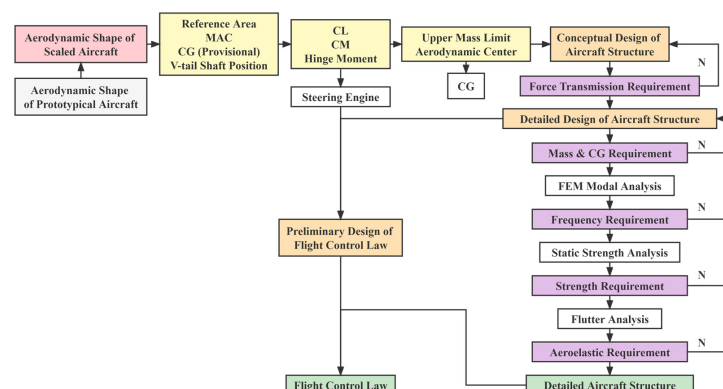 Aerodynamic Shape of
Scaled Aircraft
Aerodynamic Shape
of Prototypical Aircraft
Reference Area
MAC
CG (Provisional)
V-tail Shaft Position
CL
CM
Hinge Moment
Steering Engine
Upper Mass Limit
Aerodynamic Center
CG
Conceptual Design of
Aircraft Structure
N
Force Transmission Requirement
Detailed Design of Aircraft Structure
Mass & CG Requirement
N
FEM Modal Analysis
Frequency Requirement
N
Static Strength Analysis
Strength Requirement
N
Flutter Analysis
Aeroelastic Requirement
N
Preliminary Design of
Flight Control Law
Flight Control Law
Detailed Aircraft Structure